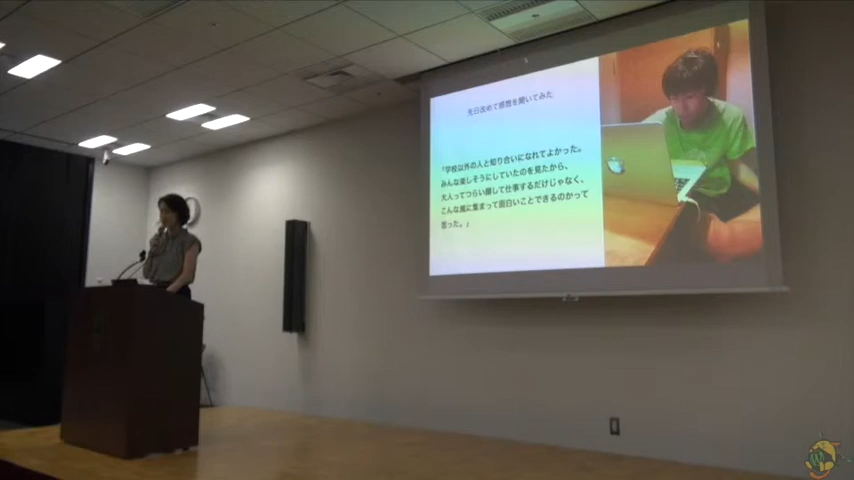 先日改めて感想を聞いてみた
「学校以外の人と知り合いになれてよかった。
みんな楽しそうにしていたのを見たから、
大人ってつらい顔して仕事するだけじゃなく、
こんな風に集まって面白いことできるのかって
思った。」